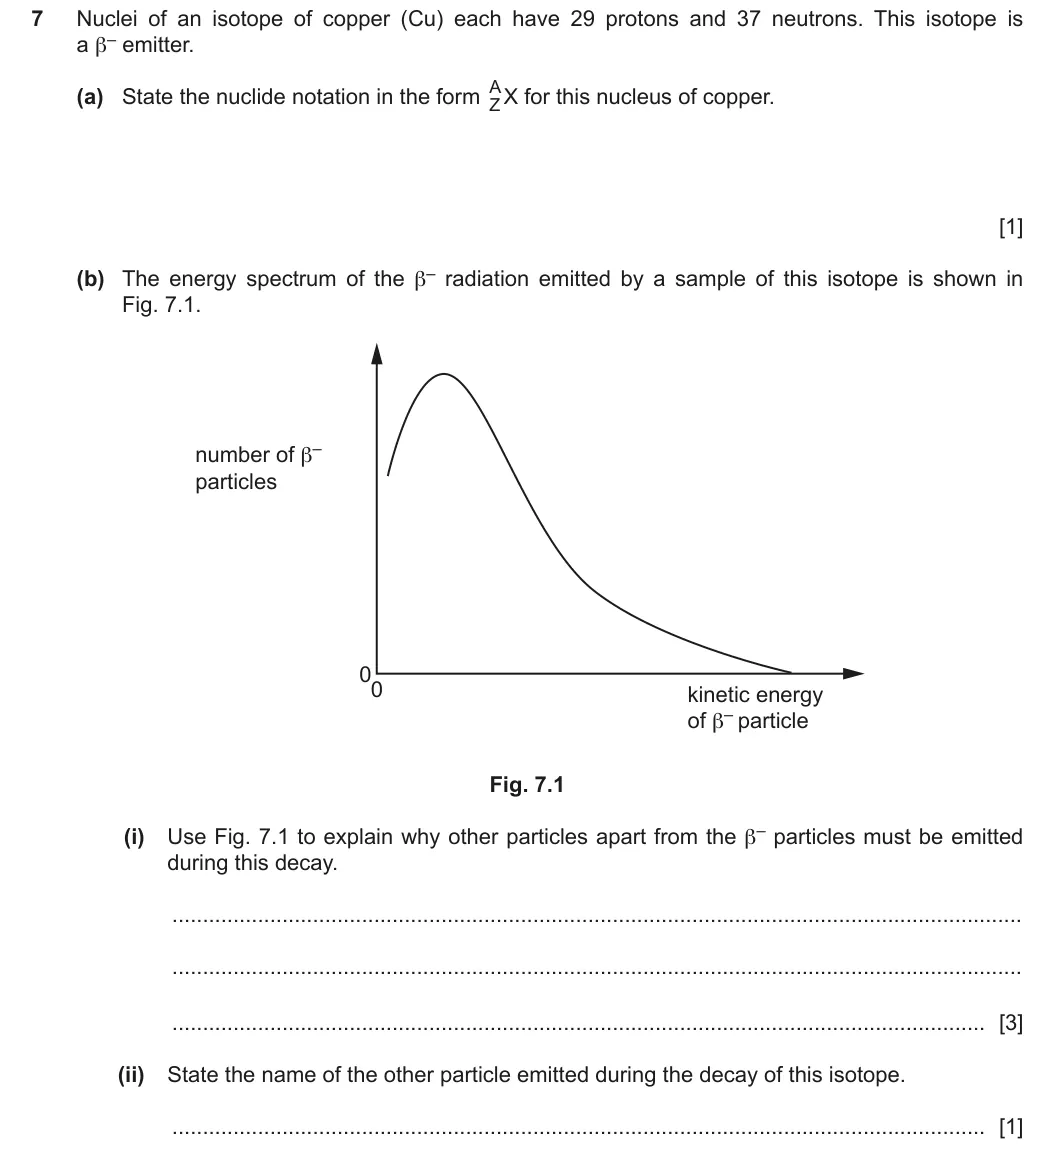 7 Nuclei of an isotope of copper (Cu) each have 29 protons and 37 neutrons. This isotope is
a β⁻ emitter.
(a) State the nuclide notation in the form ᴬ_Z X for this nucleus of copper.
[1]
(b) The energy spectrum of the β⁻ radiation emitted by a sample of this isotope is shown in
Fig. 7.1.
number of β⁻
particles
0
0
kinetic energy
of β⁻ particle
Fig. 7.1
(i) Use Fig. 7.1 to explain why other particles apart from the β⁻ particles must be emitted
during this decay.
..........................................................................................................................................
..........................................................................................................................................
.................................................................................................................................... [3]
(ii) State the name of the other particle emitted during the decay of this isotope.
.................................................................................................................................... [1]